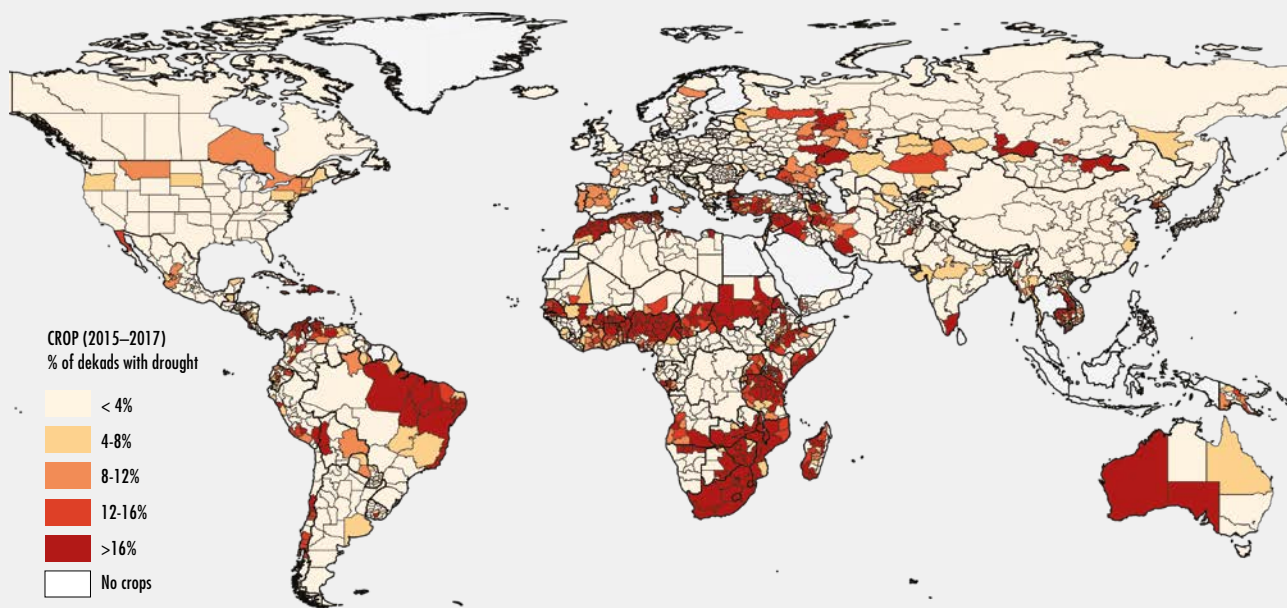 CROP (2015–2017)
% of dekads with drought
< 4%
4-8%
8-12%
12-16%
>16%
No crops